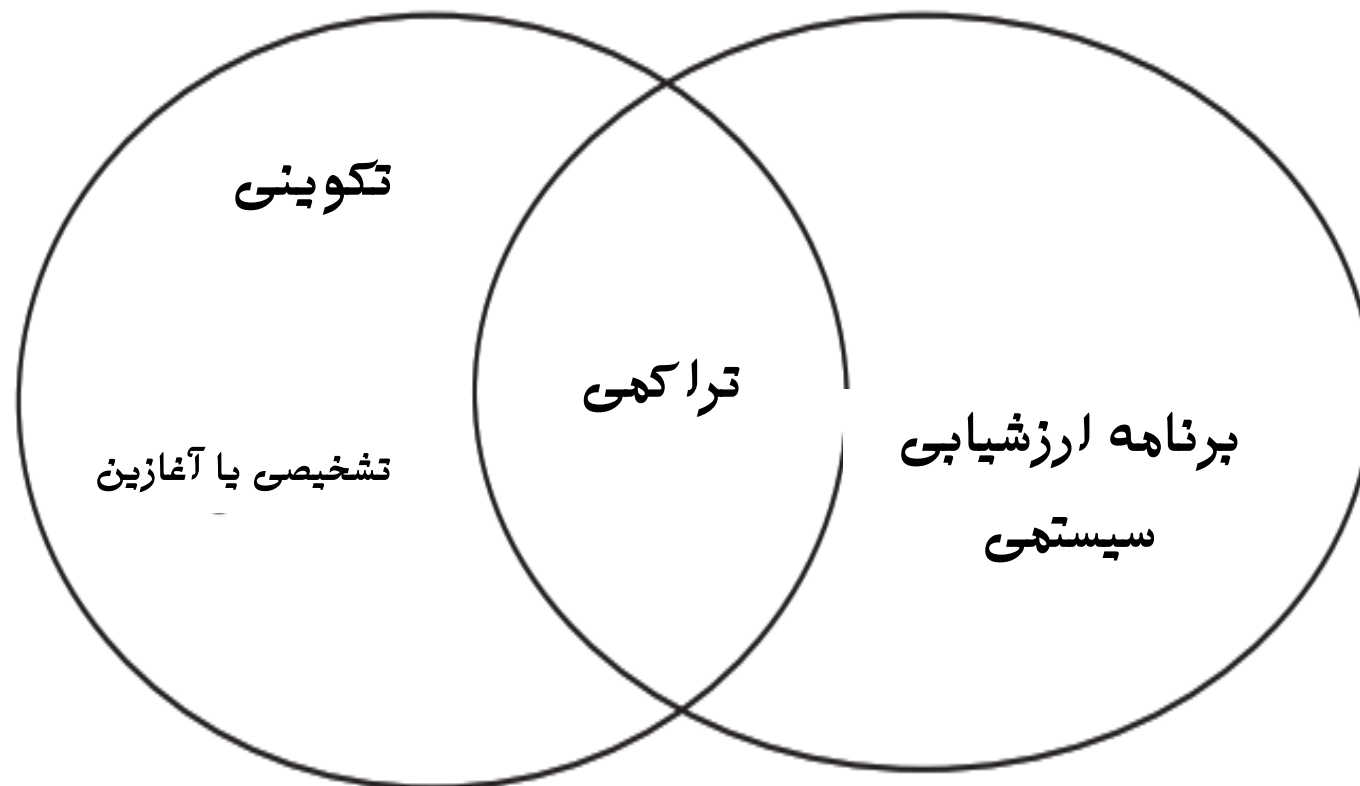 تکوینی
تشخیصی یا آغازین
تراکمی
برنامه ارزشیابی
سیستمی